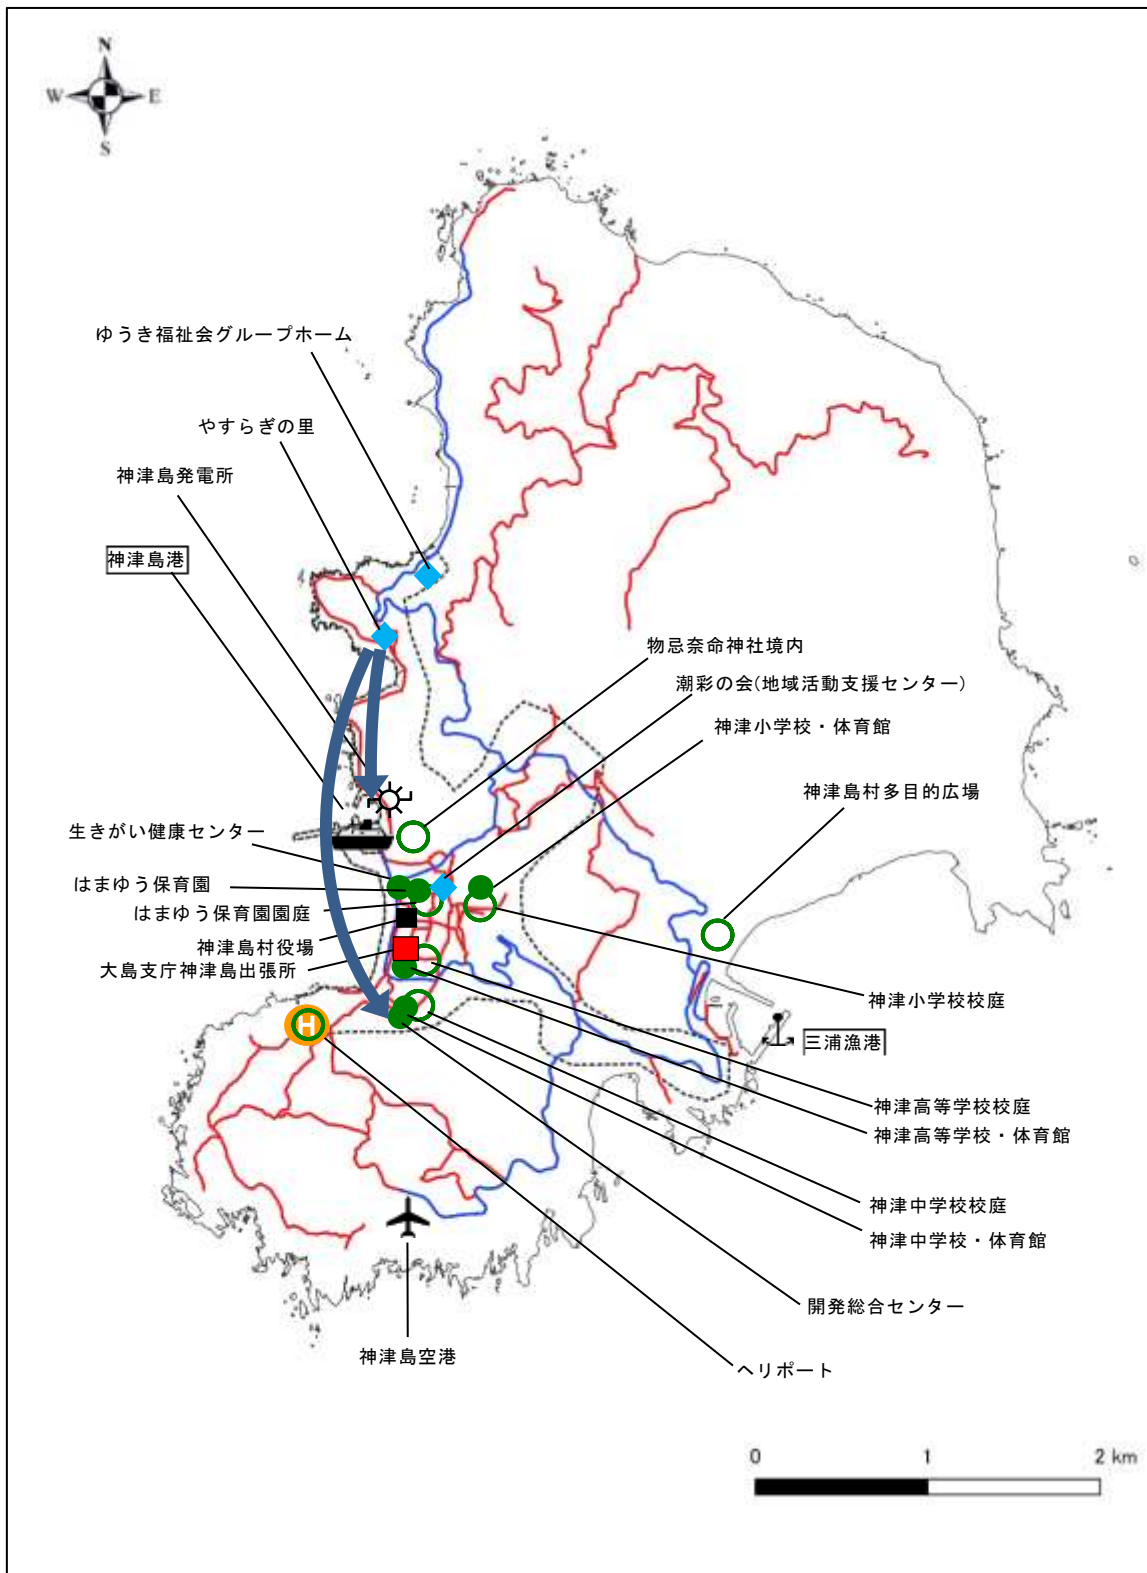 N
W
E
S
ゆうき福祉会グループホーム
やすらぎの里
神津島発電所
神津島港
物忌奈命神社境内
潮彩の会(地域活動支援センター)
神津小学校・体育館
神津島村多目的広場
生きがい健康センター
はまゆう保育園
はまゆう保育園園庭
神津島村役場
大島支庁神津島出張所
神津小学校校庭
H
三浦漁港
神津高等学校校庭
神津高等学校・体育館
神津中学校校庭
神津中学校・体育館
開発総合センター
神津島空港
ヘリポート
0 1 2 km